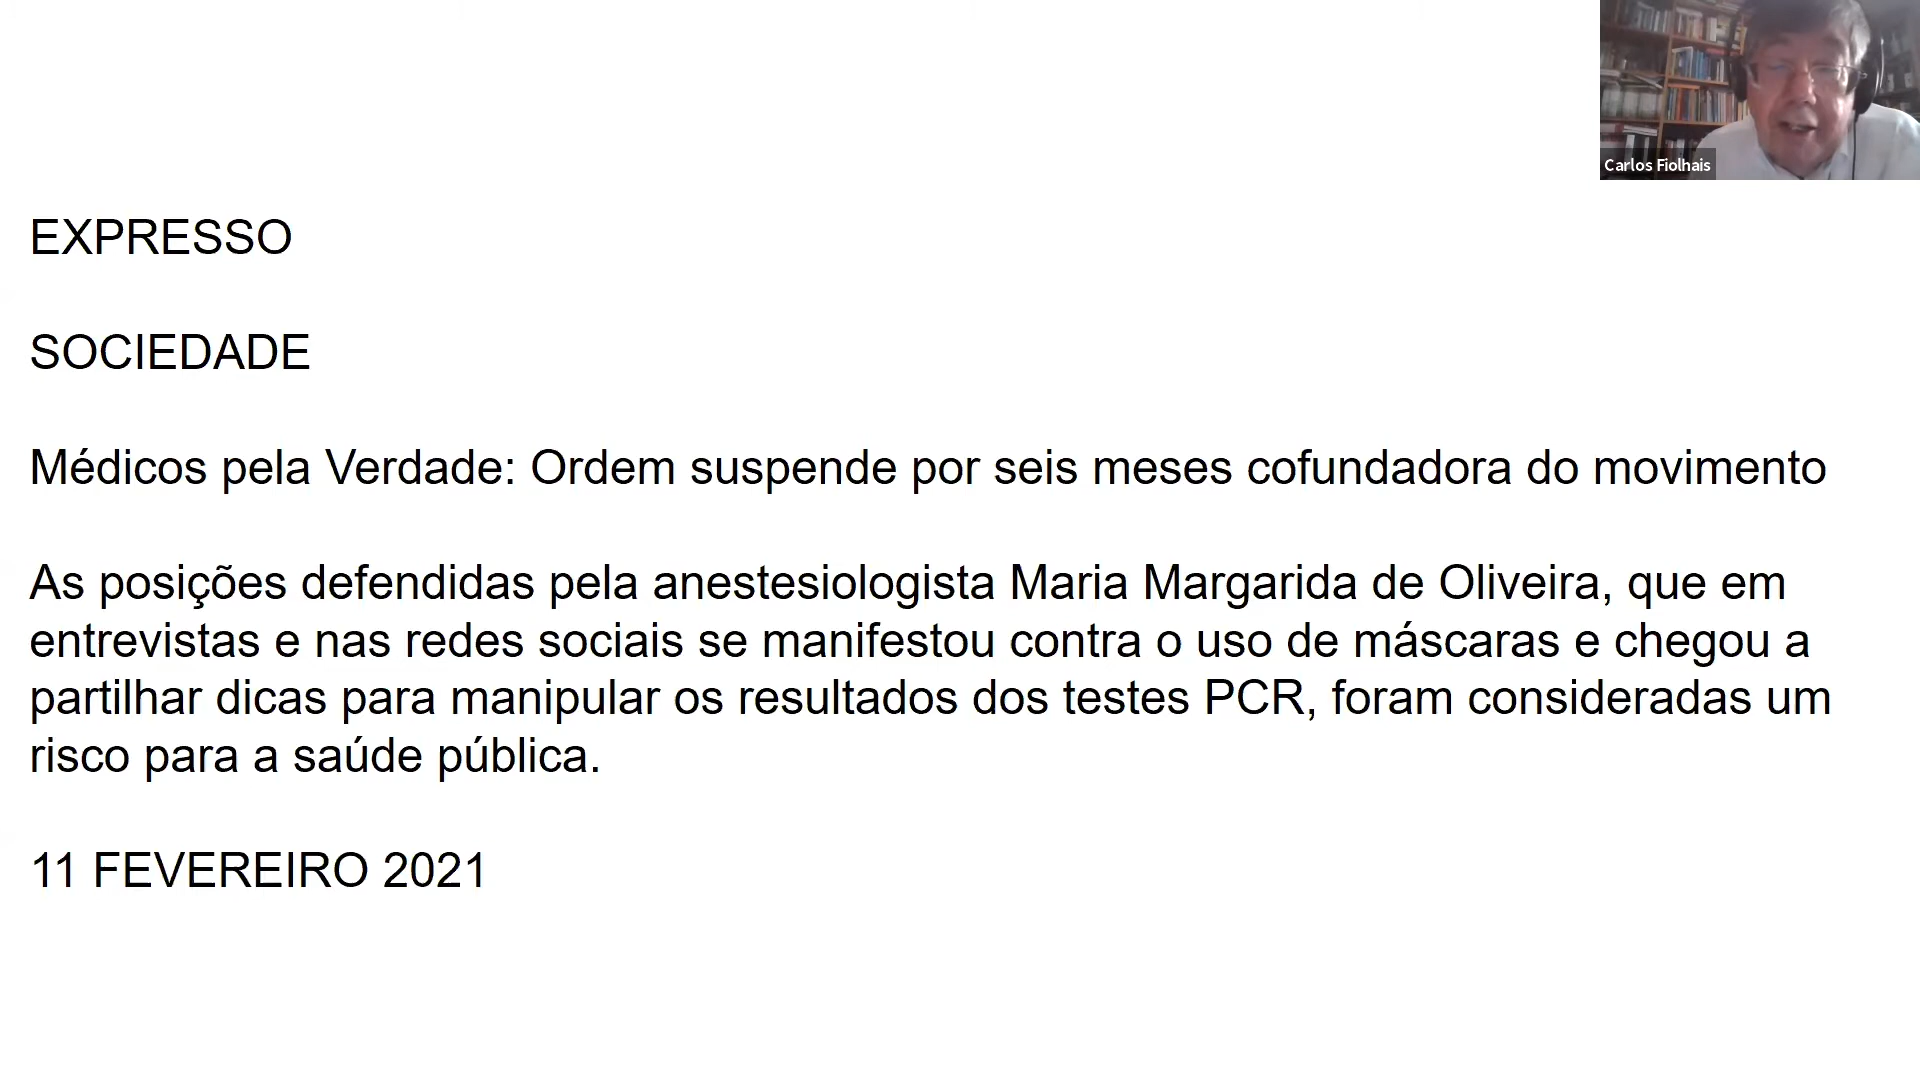 Carlos Fiolhais
EXPRESSO
SOCIEDADE
Médicos pela Verdade: Ordem suspende por seis meses cofundadora do movimento
As posições defendidas pela anestesiologista Maria Margarida de Oliveira, que em
entrevistas e nas redes sociais se manifestou contra o uso de máscaras e chegou a
partilhar dicas para manipular os resultados dos testes PCR, foram consideradas um
risco para a saúde pública.
11 FEVEREIRO 2021